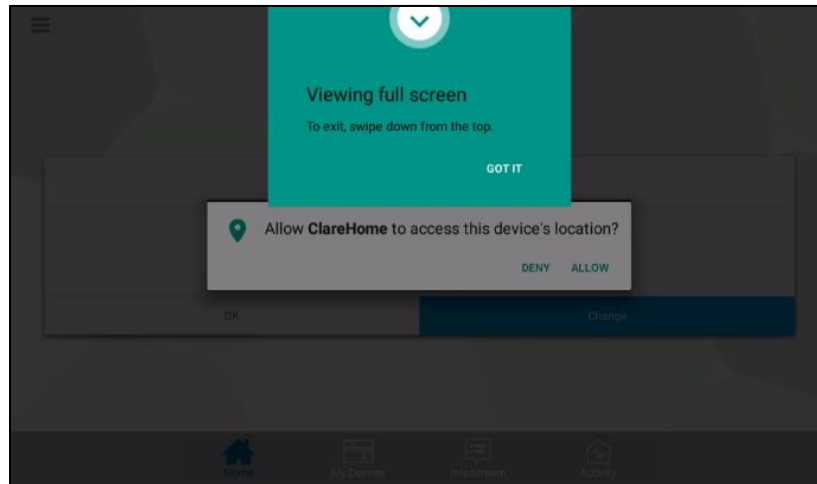 Viewing full screen
To exit, swipe down from the top.
GOT IT
Allow ClareHome to access this device's location?
DENY ALLOW
OK Change
Home My Devices InfoStream Activity